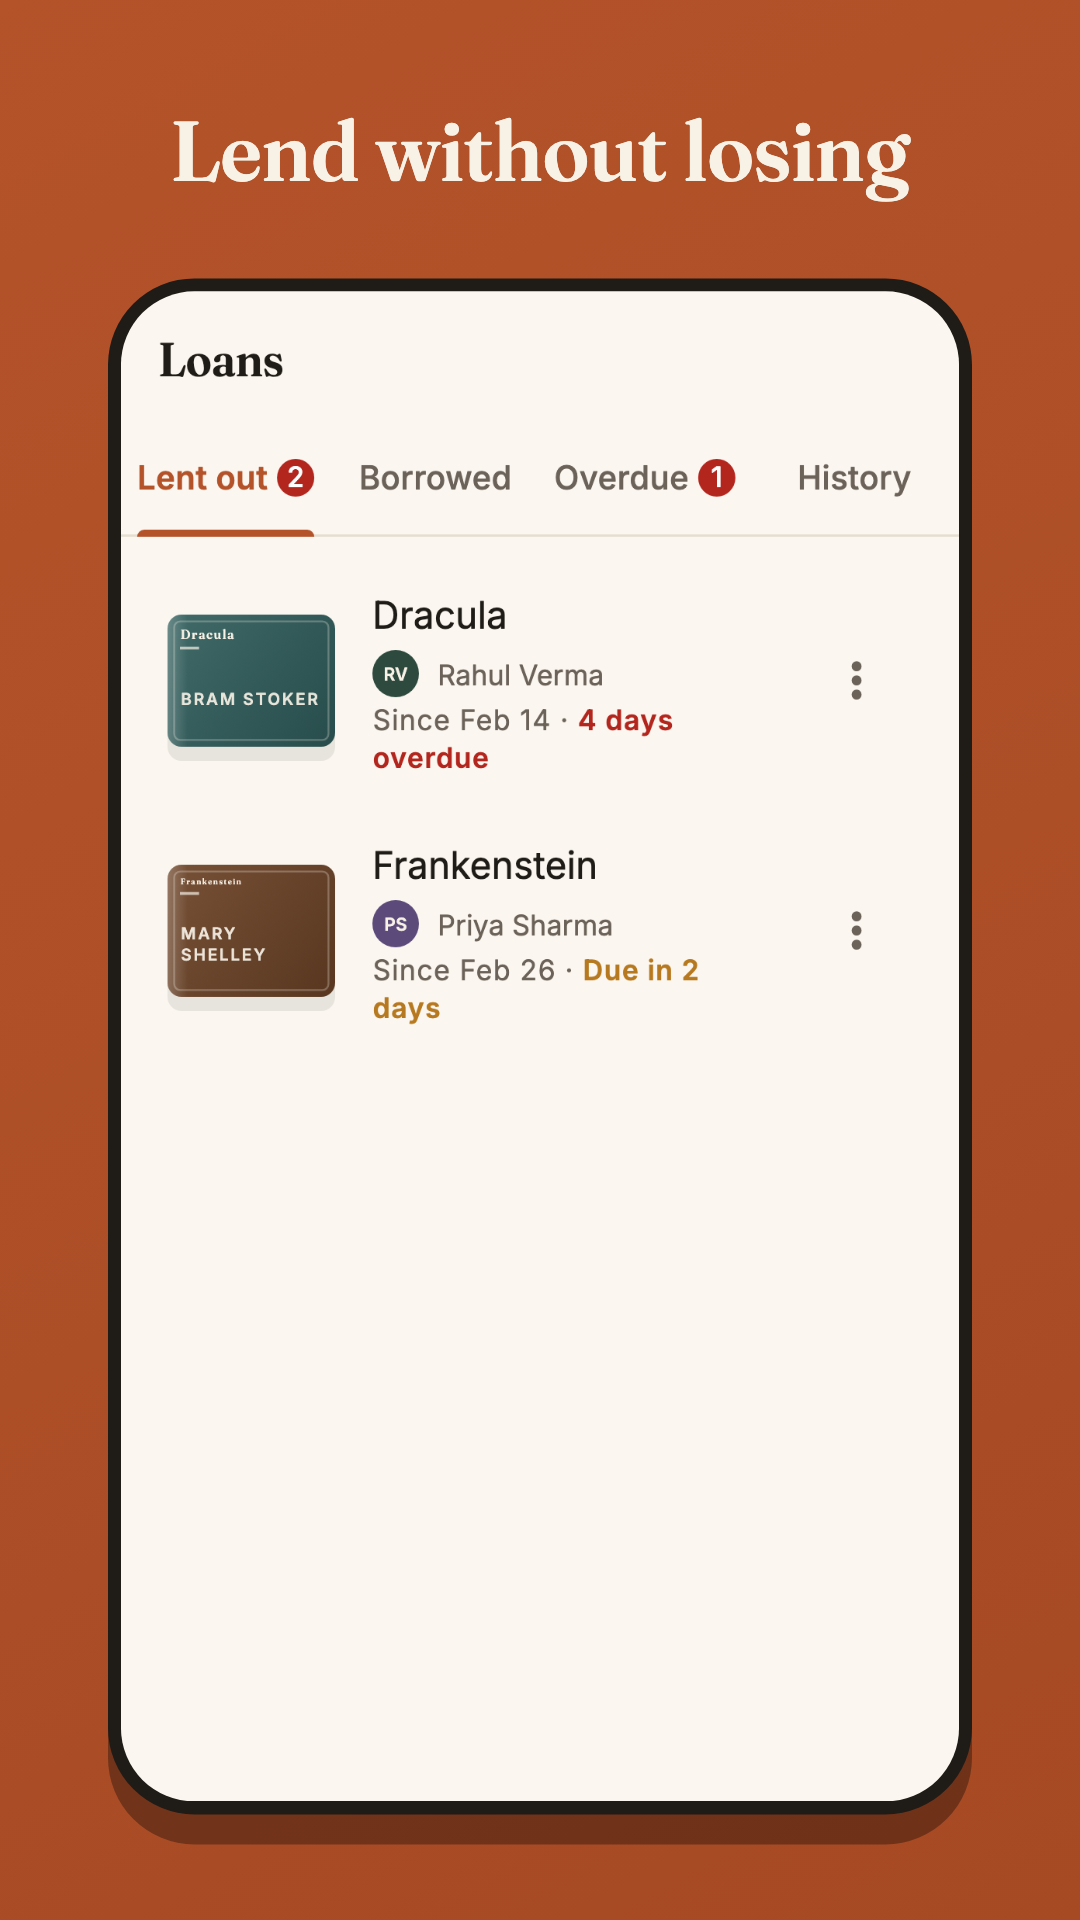 Lend without losing
Loans
Lent out 2 Borrowed Overdue 1 History
Dracula
BRAM STOKER
Dracula
RV Rahul Verma
Since Feb 14 · 4 days
overdue
Frankenstein
MARY
SHELLEY
Frankenstein
PS Priya Sharma
Since Feb 26 · Due in 2
days